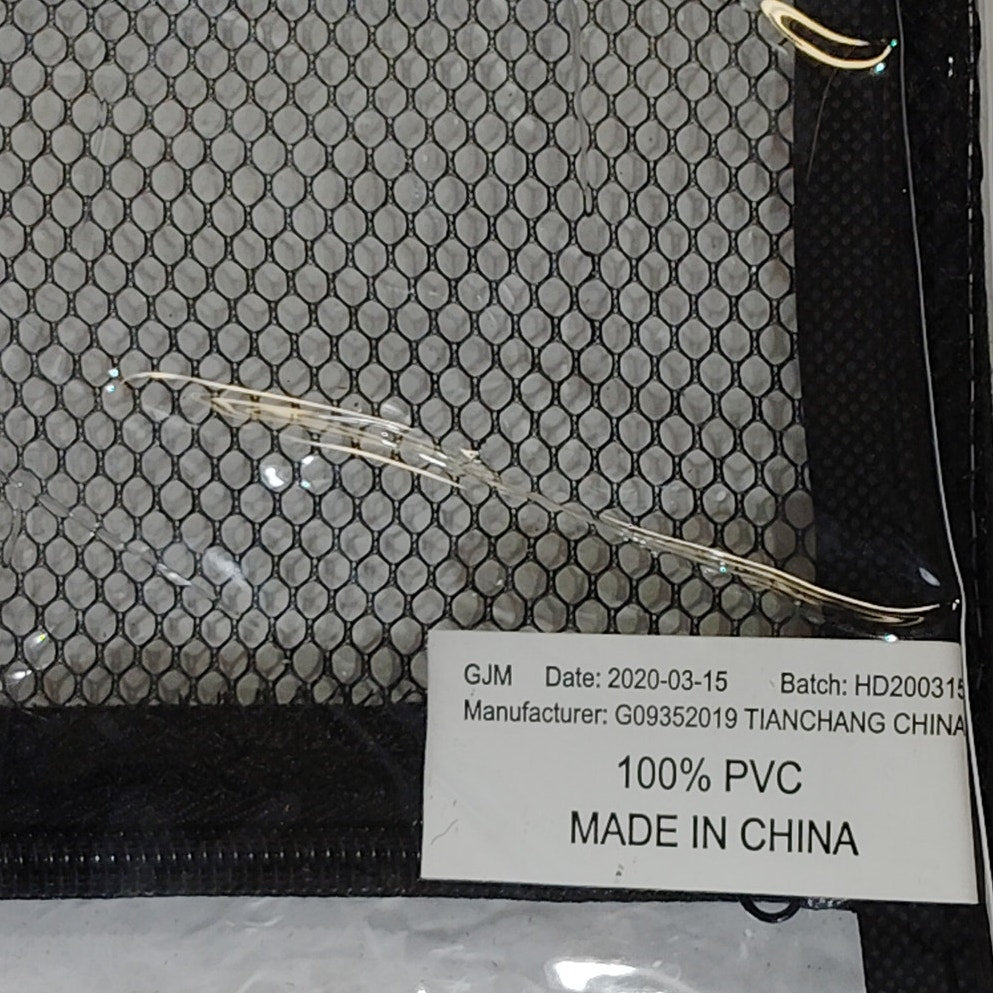 GJM Date: 2020-03-15 Batch: HD200315
Manufacturer: G09352019 TIANCHANG CHINA
100% PVC
MADE IN CHINA